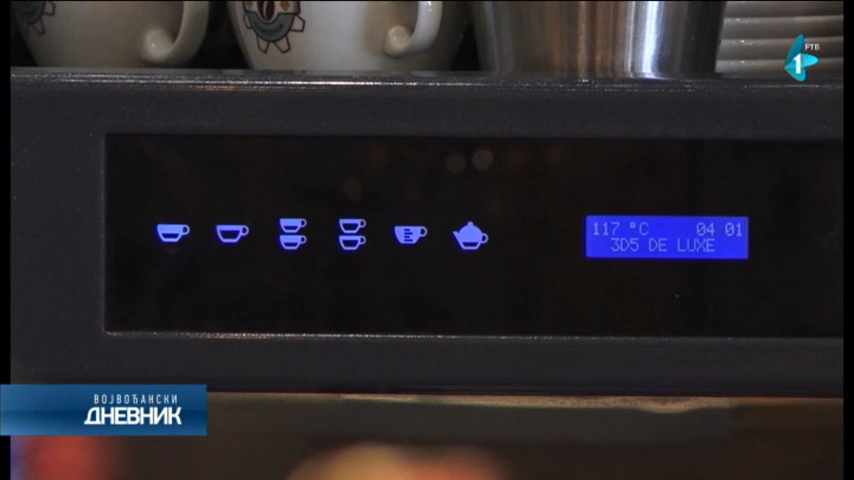 РТВ
1
117 °C 04 01
3D5 DE LUXE
ВОЈВОЂАНСКИ
ДНЕВНИК